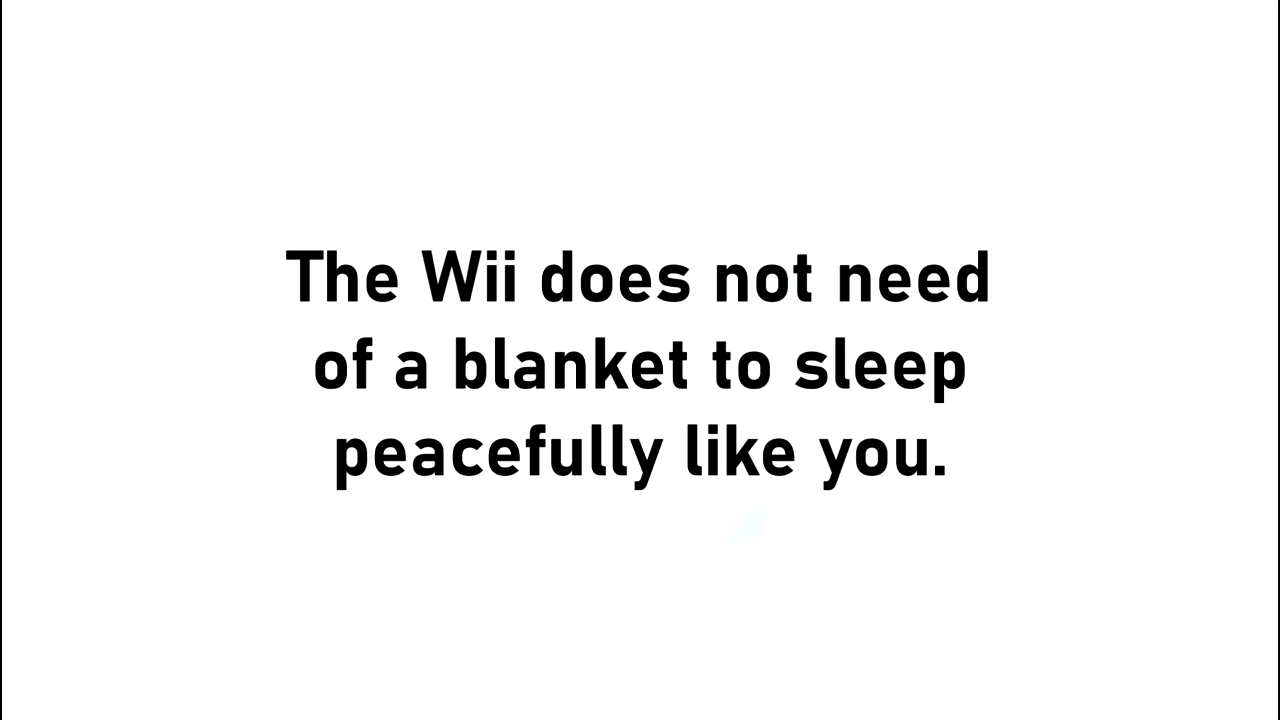 The Wii does not need
of a blanket to sleep
peacefully like you.